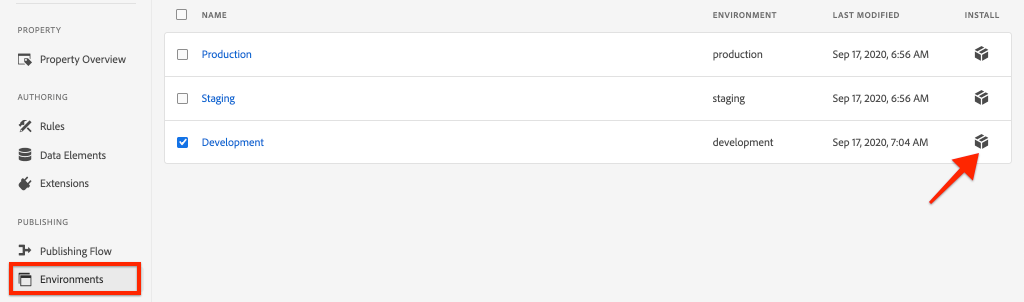 PROPERTY
Property Overview
AUTHORING
Rules
Data Elements
Extensions
PUBLISHING
Publishing Flow
Environments
NAME ENVIRONMENT LAST MODIFIED INSTALL
Production production Sep 17, 2020, 6:56 AM
Staging staging Sep 17, 2020, 6:56 AM
Development development Sep 17, 2020, 7:04 AM